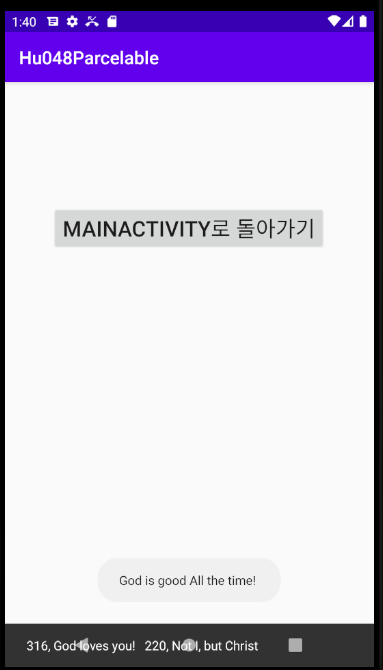 1:40
Hu048Parcelable
MAINACTIVITY로 돌아가기
God is good All the time!
316, God loves you!   220, Not I, but Christ